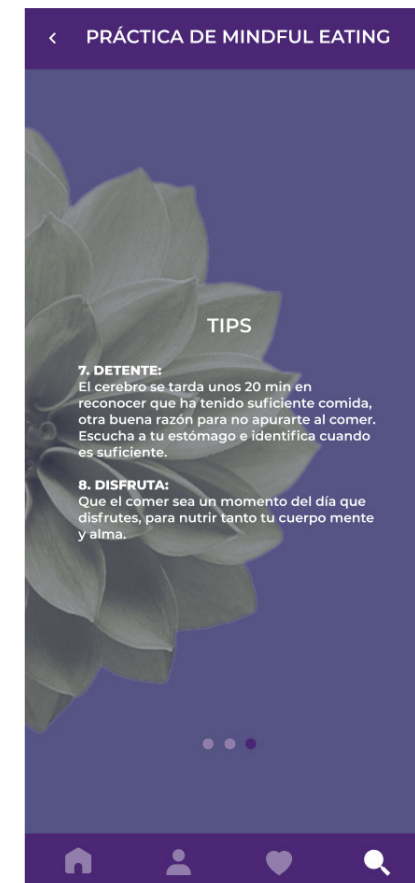 PRÁCTICA DE MINDFUL EATING
TIPS
7. DETENTE:
El cerebro se tarda unos 20 min en
reconocer que ha tenido suficiente comida,
otra buena razón para no apurarte al comer.
Escucha a tu estómago e identifica cuando
es suficiente.
8. DISFRUTA:
Que el comer sea un momento del día que
disfrutes, para nutrir tanto tu cuerpo mente
y alma.